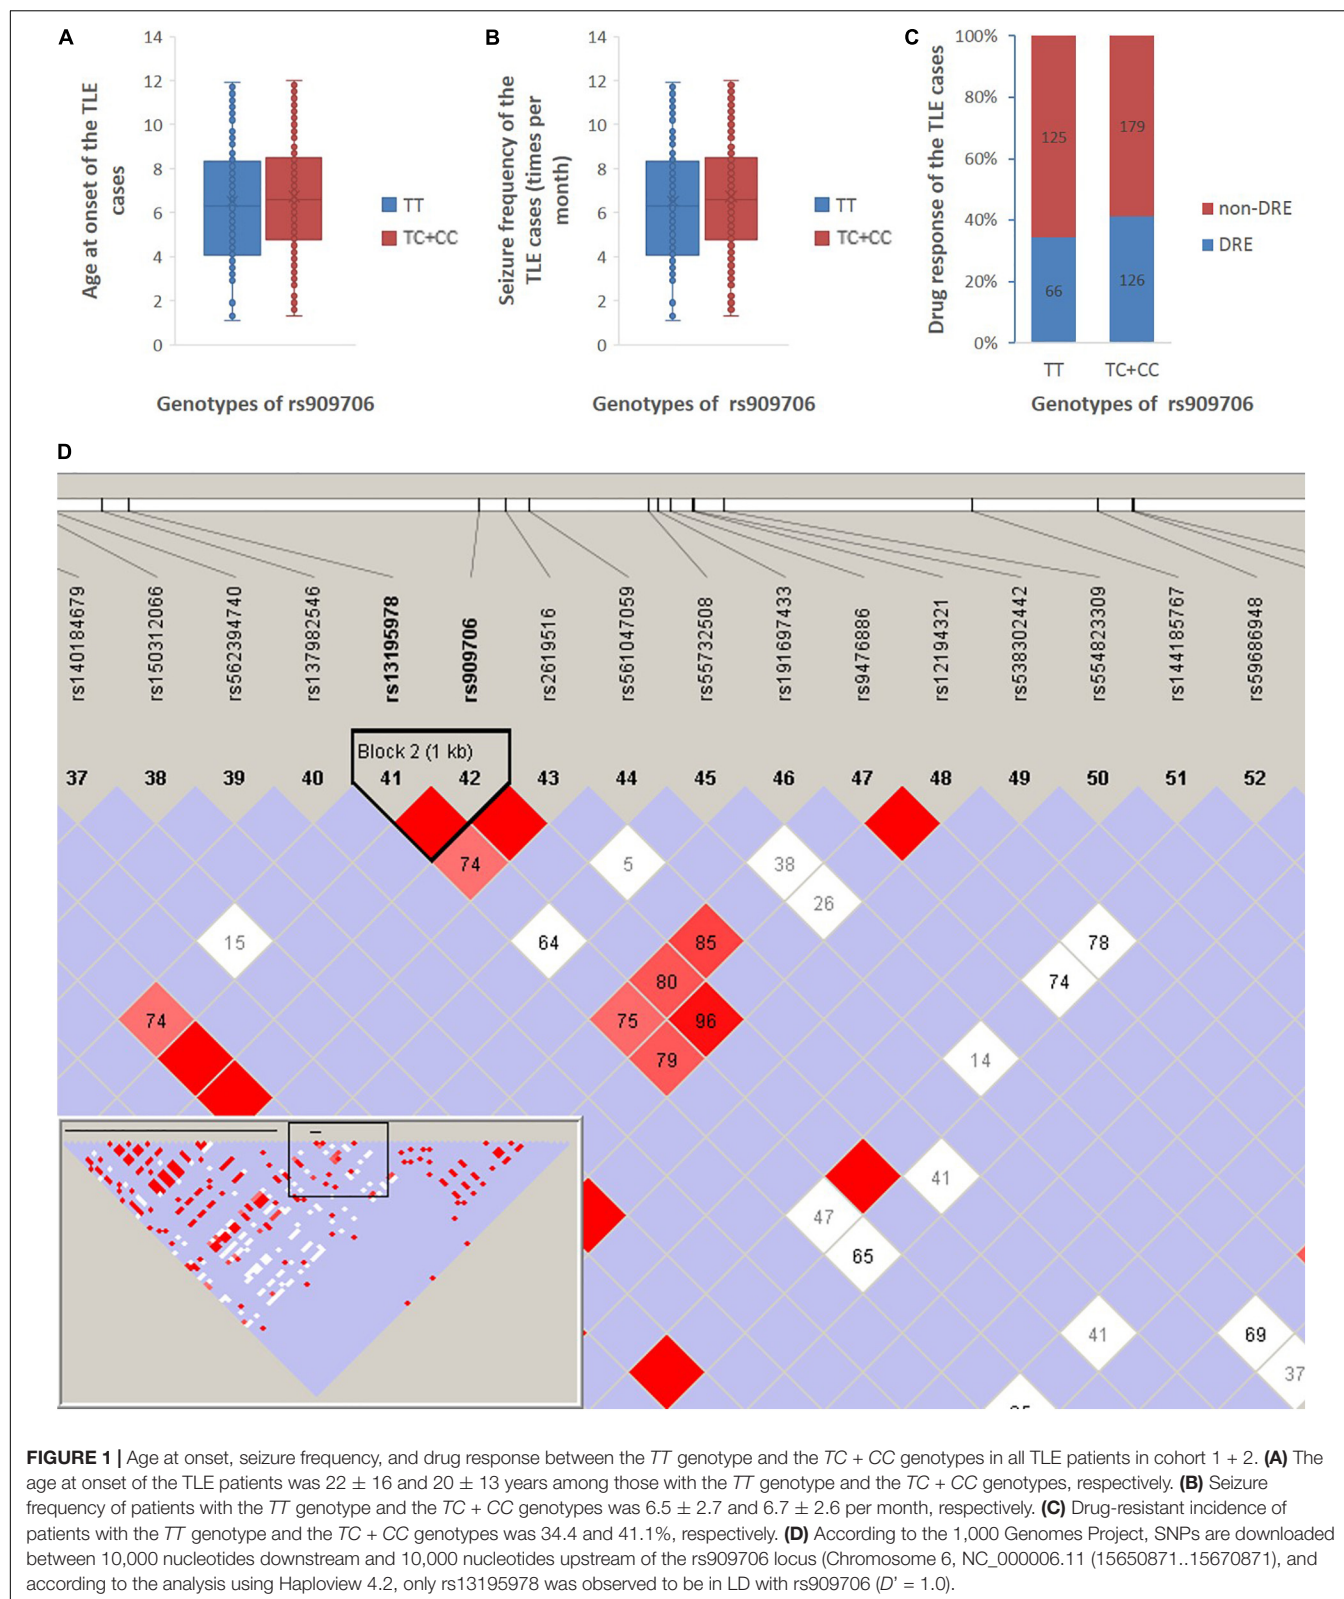 A
14
12
10
8
6
4
2
0
Age at onset of the TLE
cases
TT
TC+CC
Genotypes of rs909706
B
14
12
10
8
6
4
2
0
Seizure frequency of the
TLE cases (times per
month)
TT
TC+CC
Genotypes of rs909706
C
100%
80%
60%
40%
20%
0%
Drug response of the TLE cases
125
179
66
126
non-DRE
DRE
TT
TC+CC
Genotypes of rs909706
D
rs140184679
rs150312066
rs562394740
rs137982546
rs13195978
rs909706
rs2619516
rs561047059
rs55732508
rs191697433
rs9476886
rs12194321
rs538302442
rs554823309
rs144185767
rs59686948
Block 2 (1 kb)
37 38 39 40 41 42 43 44 45 46 47 48 49 50 51 52
74 5 38
26
15 64 85 78
80 74
74 75 96
79 14
41
47
65
41 69
37
FIGURE 1 | Age at onset, seizure frequency, and drug response between the TT genotype and the TC + CC genotypes in all TLE patients in cohort 1 + 2. (A) The
age at onset of the TLE patients was 22 ± 16 and 20 ± 13 years among those with the TT genotype and the TC + CC genotypes, respectively. (B) Seizure
frequency of patients with the TT genotype and the TC + CC genotypes was 6.5 ± 2.7 and 6.7 ± 2.6 per month, respectively. (C) Drug-resistant incidence of
patients with the TT genotype and the TC + CC genotypes was 34.4 and 41.1%, respectively. (D) According to the 1,000 Genomes Project, SNPs are downloaded
between 10,000 nucleotides downstream and 10,000 nucleotides upstream of the rs909706 locus (Chromosome 6, NC_000006.11 (15650871..15670871), and
according to the analysis using Haploview 4.2, only rs13195978 was observed to be in LD with rs909706 (D' = 1.0).